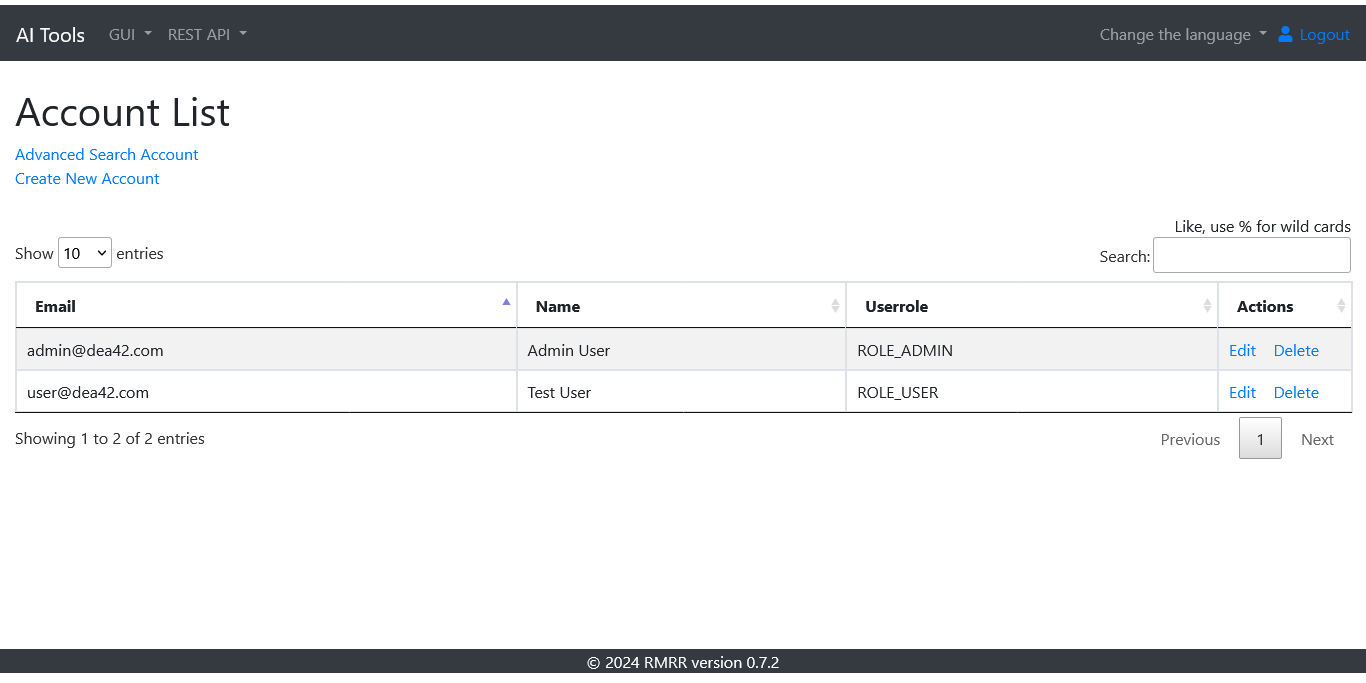 AI Tools GUI REST API Change the language Logout
Account List
Advanced Search Account
Create New Account
Like, use % for wild cards
Show 10 entries Search:
Email Name Userrole Actions
admin@dea42.com Admin User ROLE_ADMIN Edit Delete
user@dea42.com Test User ROLE_USER Edit Delete
Showing 1 to 2 of 2 entries Previous 1 Next
© 2024 RMRR version 0.7.2